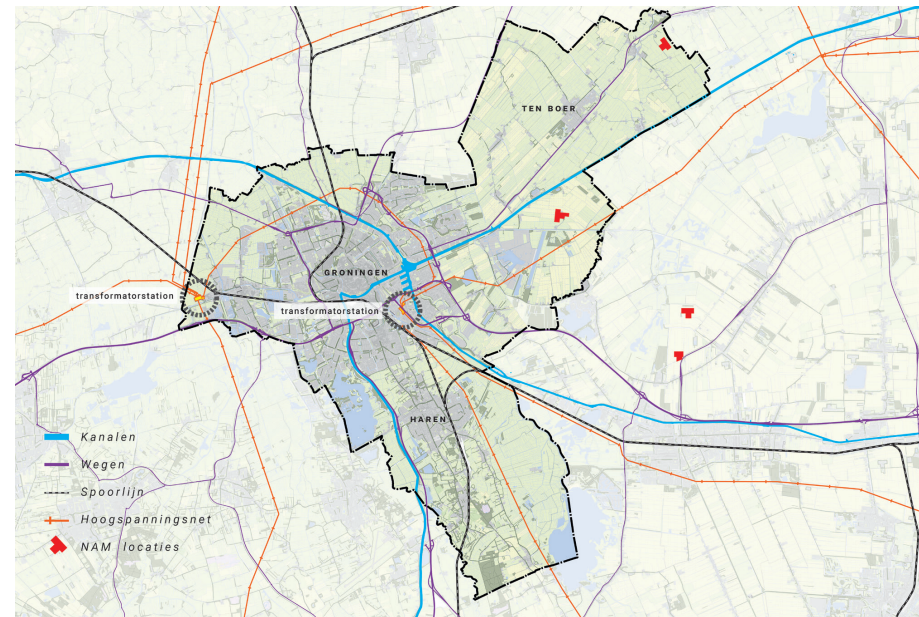 TEN BOER
GRONINGEN
transformatorstation
transformatorstation
HAREN
Kanalen
Wegen
Spoorlijn
Hoogspanningsnet
NAM locaties